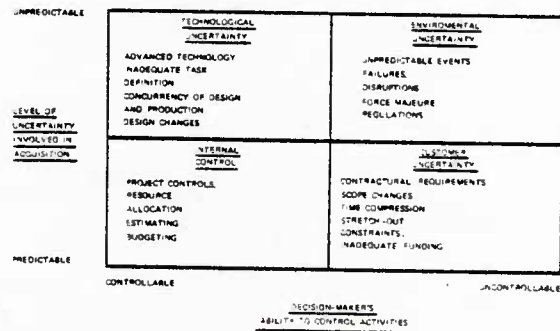 UNPREDICTABLE
TECHNOLOGICAL
UNCERTAINTY
ADVANCED TECHNOLOGY
INADEQUATE TASK
DEFINITION
CONCURRENCY OF DESIGN
AND PRODUCTION
DESIGN CHANGES
ENVIROMENTAL
UNCERTAINTY
UNPREDICTABLE EVENTS
FAILURES,
DISRUPTIONS
FORCE MAJEURE
REGULATIONS
LEVEL OF
UNCERTAINTY
INVOLVED IN
ACQUISITION
INTERNAL
CONTROL
PROJECT CONTROLS,
RESOURCE
ALLOCATION
ESTIMATING
BUDGETING
CUSTOMER
UNCERTAINTY
CONTRACTURAL REQUIREMENTS
SCOPE CHANGES
TIME COMPRESSION
STRETCH-OUT
CONSTRAINTS,
INADEQUATE FUNDING
PREDICTABLE
CONTROLLABLE
UNCONTROLLABLE
DECISION-MAKER'S
ABILITY TO CONTROL ACTIVITIES